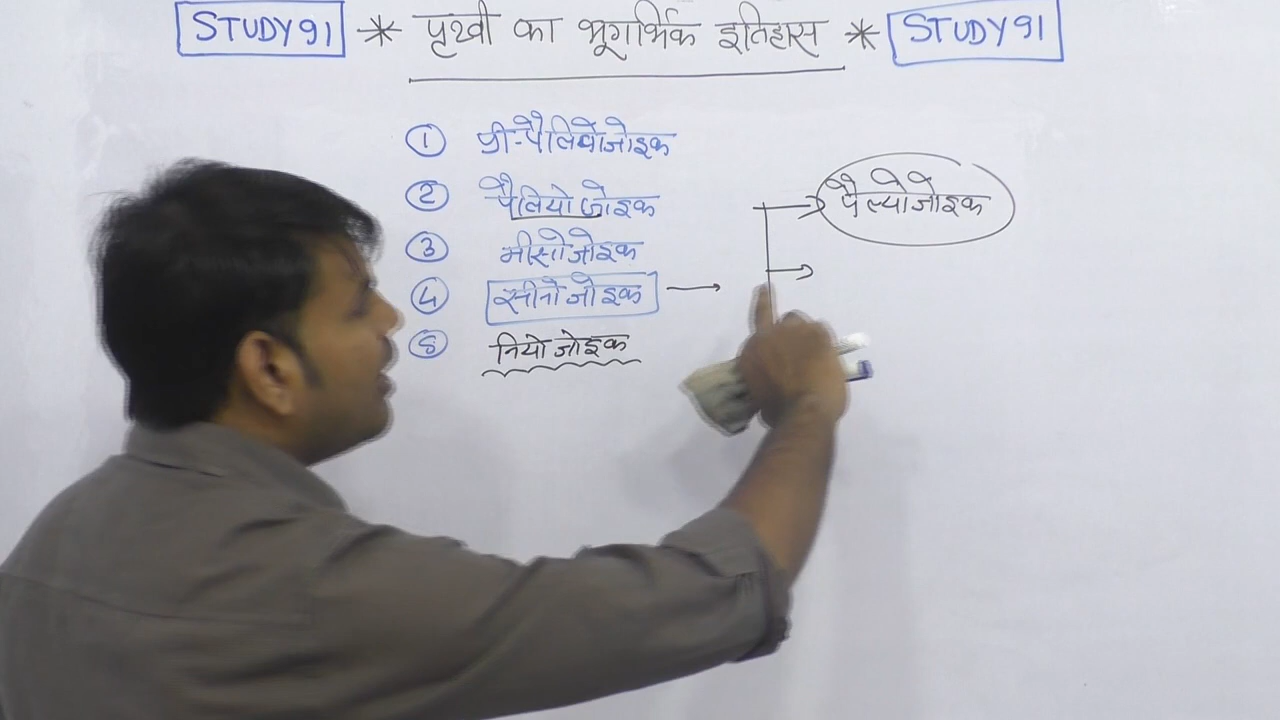 STUDY91 * पृथ्वी का भूगर्भिक इतिहास * STUDY91
1 प्री-पैलियोजोइक
2 पैलियोजोइक
पैल्योजोइक
3 मीसोजोइक
4 सीनोजोइक
5 नियोजोइक